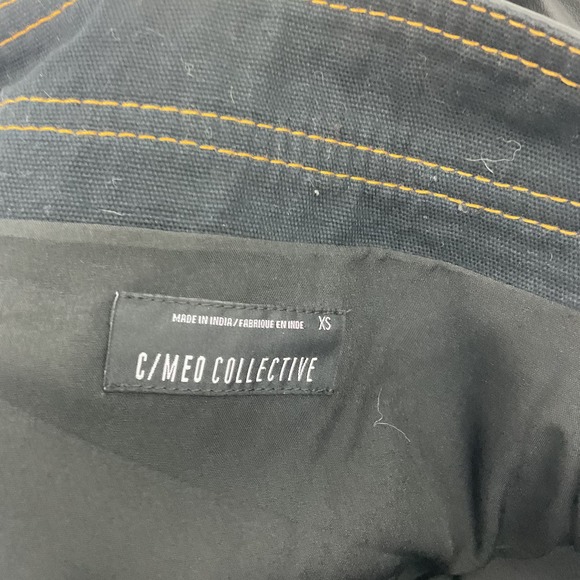 MADE IN INDIA/FABRIQUE EN INDE XS
C/MEO COLLECTIVE